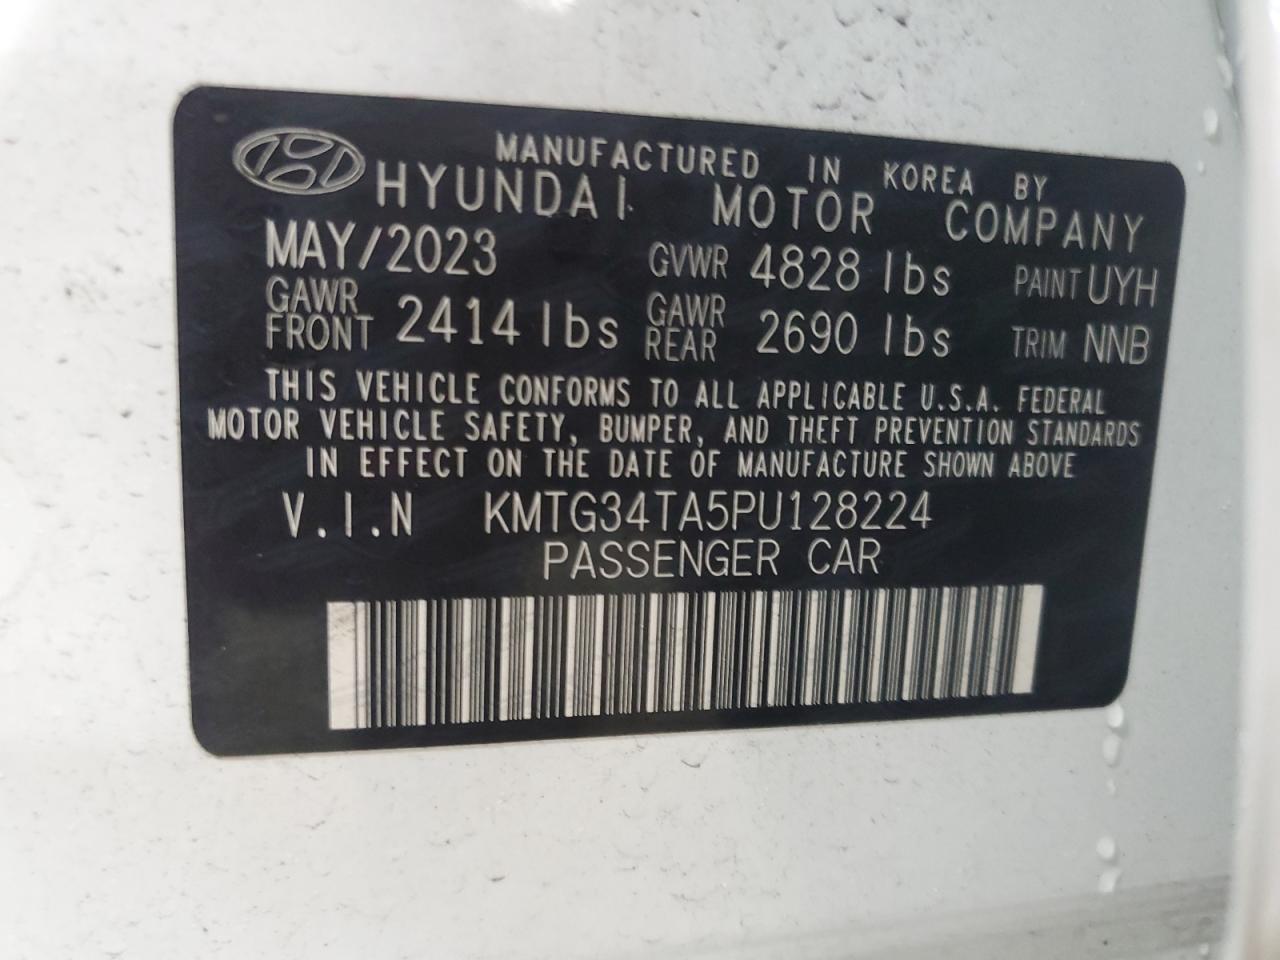 MANUFACTURED IN KOREA BY
HYUNDAI MOTOR COMPANY
MAY/2023 GVWR 4828 lbs PAINT UYH
GAWR FRONT 2414 lbs GAWR REAR 2690 lbs TRIM NNB
THIS VEHICLE CONFORMS TO ALL APPLICABLE U.S.A. FEDERAL
MOTOR VEHICLE SAFETY, BUMPER, AND THEFT PREVENTION STANDARDS
IN EFFECT ON THE DATE OF MANUFACTURE SHOWN ABOVE
V.I.N KMTG34TA5PU128224
PASSENGER CAR